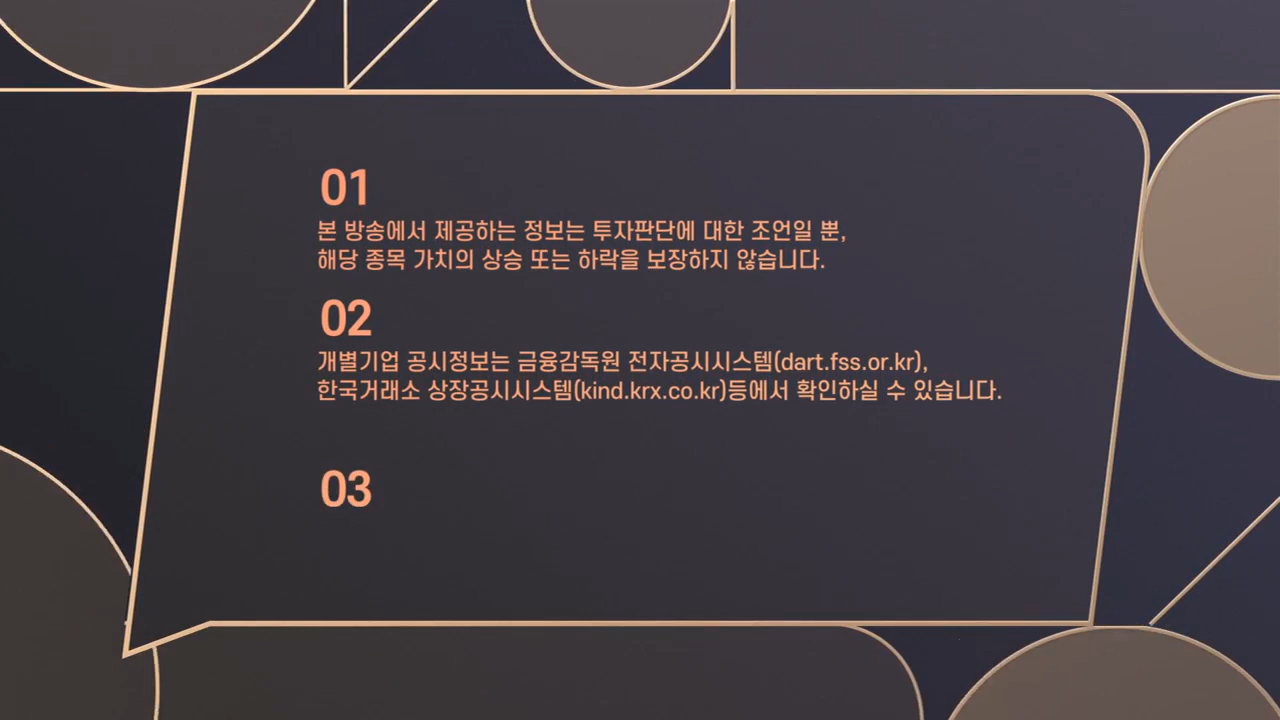 01
본 방송에서 제공하는 정보는 투자판단에 대한 조언일 뿐,
해당 종목 가치의 상승 또는 하락을 보장하지 않습니다.
02
개별기업 공시정보는 금융감독원 전자공시시스템(dart.fss.or.kr),
한국거래소 상장공시시스템(kind.krx.co.kr)등에서 확인하실 수 있습니다.
03